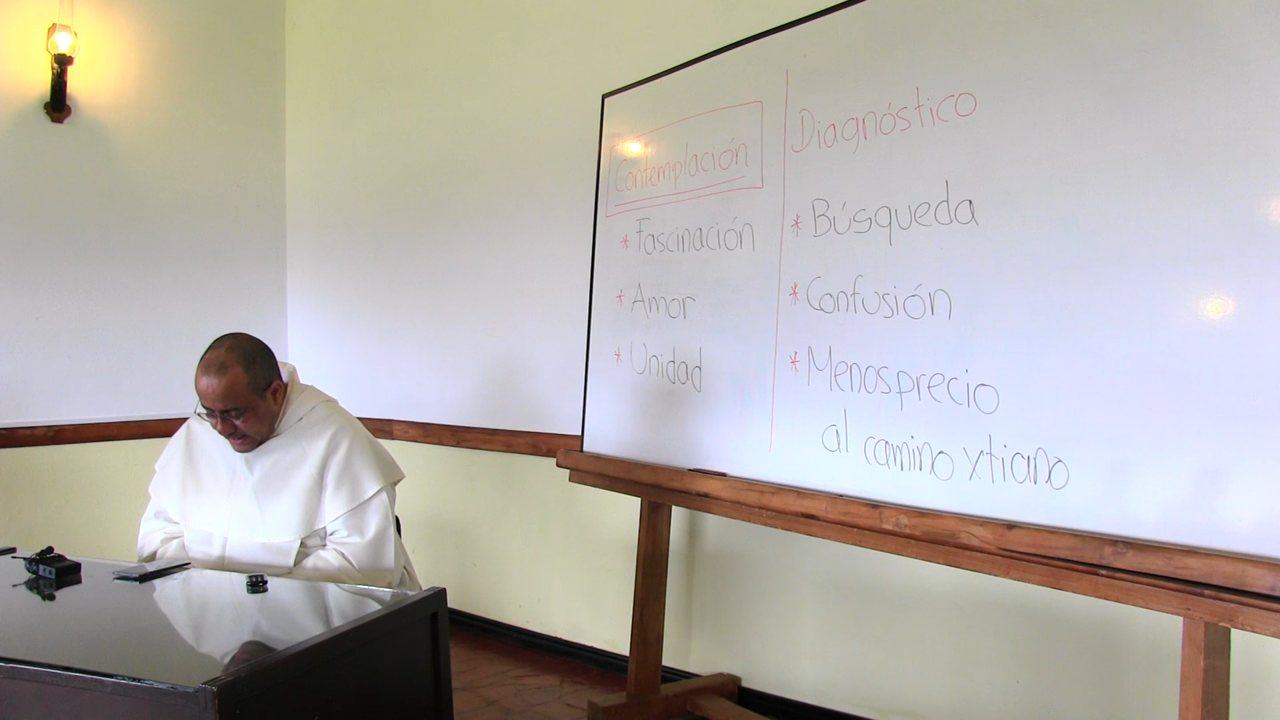 Contemplación
* Fascinación
* Amor
* Unidad
Diagnóstico
* Búsqueda
* Confusión
* Menosprecio
al camino xtiano